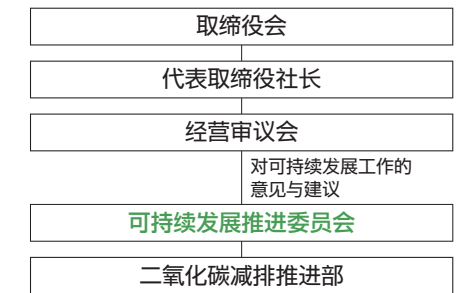 取缔役会
代表取缔役社长
经营审议会
对可持续发展工作的
意见与建议
可持续发展推进委员会
二氧化碳减排推进部